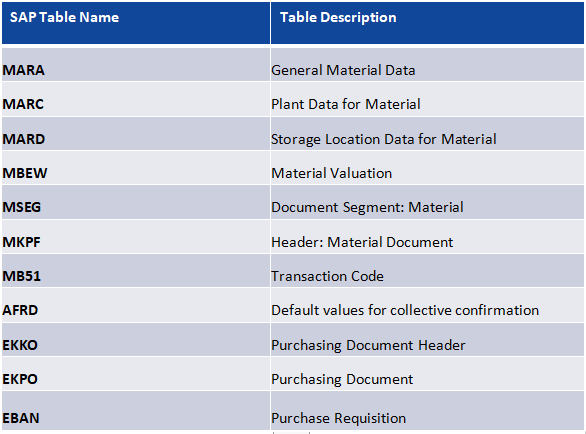 SAP Table Name Table Description
MARA General Material Data
MARC Plant Data for Material
MARD Storage Location Data for Material
MBEW Material Valuation
MSEG Document Segment: Material
MKPF Header: Material Document
MB51 Transaction Code
AFRD Default values for collective confirmation
EKKO Purchasing Document Header
EKPO Purchasing Document
EBAN Purchase Requisition